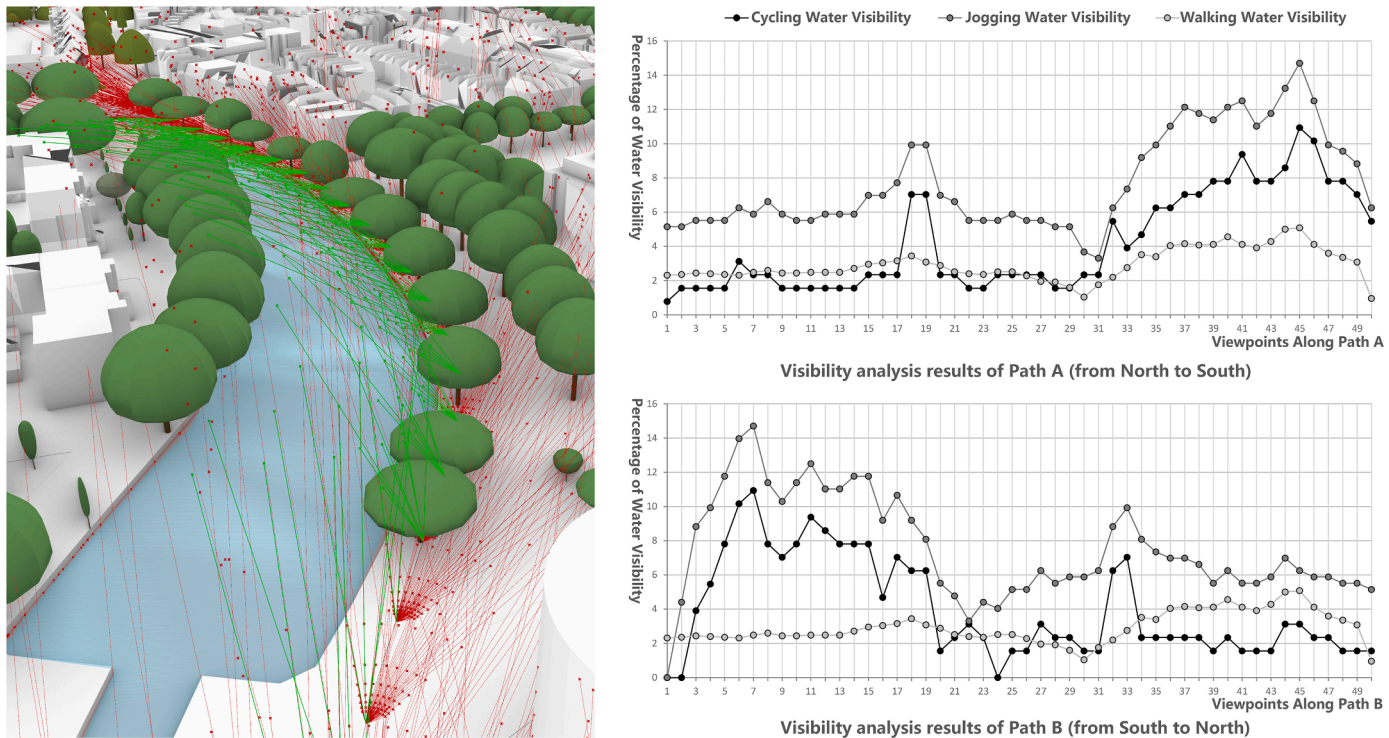 Cycling Water Visibility Jogging Water Visibility Walking Water Visibility
Percentage of Water Visibility
16
14
12
10
8
6
4
2
0
1 3 5 7 9 11 13 15 17 19 21 23 25 27 29 31 33 35 37 39 41 43 45 47 49
Viewpoints Along Path A
Visibility analysis results of Path A (from North to South)
Percentage of Water Visibility
16
14
12
10
8
6
4
2
0
1 3 5 7 9 11 13 15 17 19 21 23 25 27 29 31 33 35 37 39 41 43 45 47 49
Viewpoints Along Path B
Visibility analysis results of Path B (from South to North)